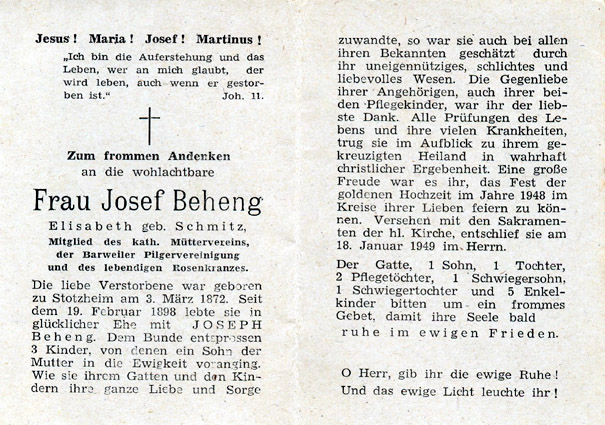 Jesus! Maria! Josef! Martinus!
„Ich bin die Auferstehung und das
Leben, wer an mich glaubt, der
wird leben, auch wenn er gestor-
ben ist.“ Joh. 11.
Zum frommen Andenken
an die wohlachtbare
Frau Josef Beheng
Elisabeth geb. Schmitz,
Mitglied des kath. Müttervereins,
der Barweiler Pilgervereinigung
und des lebendigen Rosenkranzes.
Die liebe Verstorbene war geboren
zu Stotzheim am 3. März 1872. Seit
dem 19. Februar 1898 lebte sie in
glücklicher Ehe mit JOSEPH
Beheng. Dem Bunde entsprossen
3 Kinder, von denen ein Sohn der
Mutter in die Ewigkeit voranging.
Wie sie ihrem Gatten und den Kin-
dern ihre ganze Liebe und Sorge
zuwandte, so war sie auch bei allen
ihren Bekannten geschätzt durch
ihr uneigennütziges, schlichtes und
liebevolles Wesen. Die Gegenliebe
ihrer Angehörigen, auch ihrer bei-
den Pflegekinder, war ihr der lieb-
ste Dank. Alle Prüfungen des Le-
bens und ihre vielen Krankheiten,
trug sie im Aufblick zu ihrem ge-
kreuzigten Heiland in wahrhaft
christlicher Ergebenheit. Eine große
Freude war es ihr, das Fest der
goldenen Hochzeit im Jahre 1948 im
Kreise ihrer Lieben feiern zu kön-
nen. Versehen mit den Sakramen-
ten der hl. Kirche, entschlief sie am
18. Januar 1949 im Herrn.
Der Gatte, 1 Sohn, 1 Tochter,
2 Pflegetöchter, 1 Schwiegersohn,
1 Schwiegertochter und 5 Enkel-
kinder bitten um ein frommes
Gebet, damit ihre Seele bald
ruhe im ewigen Frieden.
O Herr, gib ihr die ewige Ruhe!
Und das ewige Licht leuchte ihr!